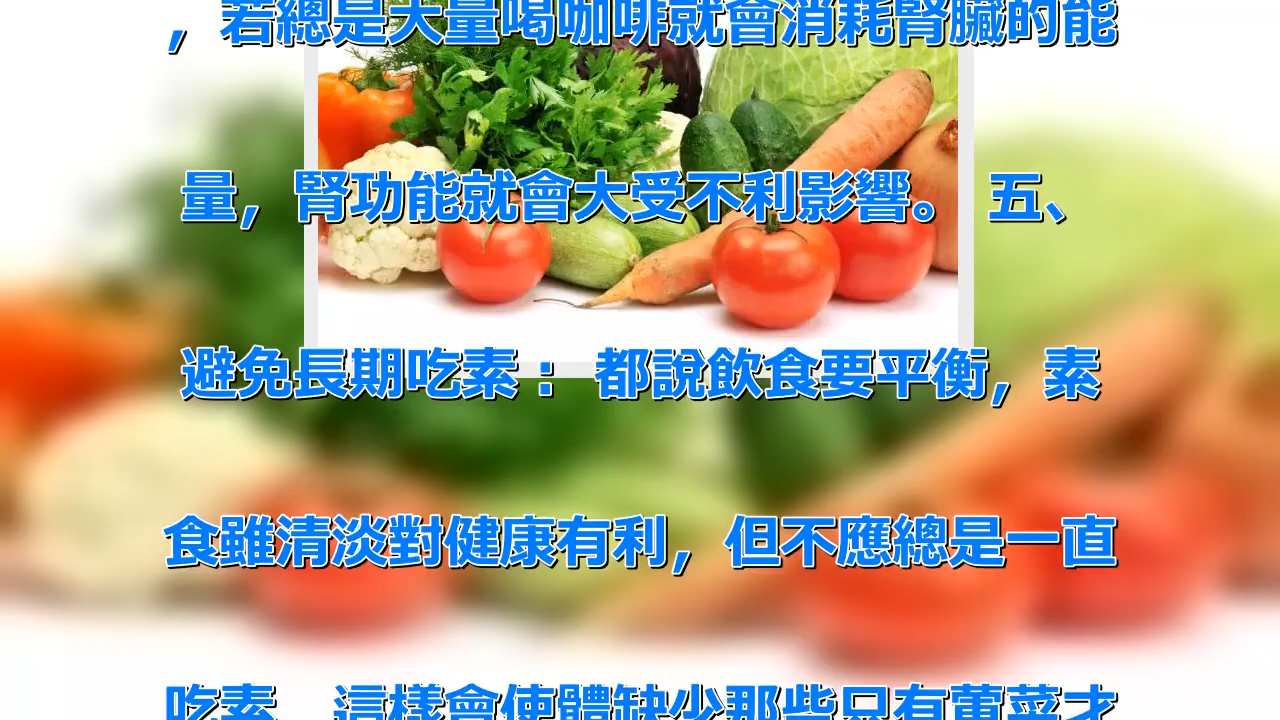 ，若總是大量喝咖啡就會消耗腎臟的能
量，腎功能就會大受不利影響。 五、
避免長期吃素： 都說飲食要平衡，素
食雖清淡對健康有利，但不應總是一直
吃素，這樣會使體缺少那些只有葷菜才